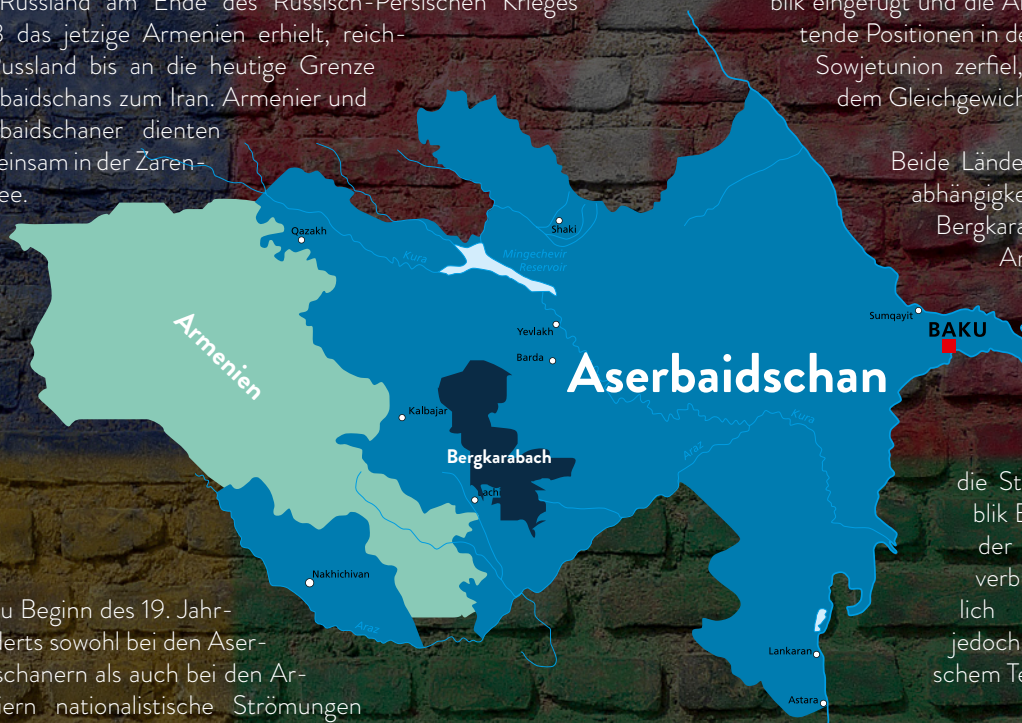 Russland am Ende des Russisch-Persischen Krieges
das jetzige Armenien erhielt, reich-
Russland bis an die heutige Grenze
baidschans zum Iran. Armenier und
baidschaner dienten
einsam in der Zaren-
ee.
blik eingefügt und die
tende Positionen in
Sowjetunion zerfiel,
dem Gleichgewich
Beide Lände
abhängigke
Bergkara
Ar
Armenien
Qazakh
Kura
Shaki
Mingechevir
Reservoir
Yevlakh
Barda
Sumqayit
BAKU
Aserbaidschan
Kalbajar
Bergkarabach
Lachi
Kura
Araz
Nakhichivan
Araz
Lankaran
Astara
u Beginn des 19. Jahr-
derts sowohl bei den Aser-
schanern als auch bei den Ar-
iern nationalistische Strömungen
die St
blik
der
verb
lich
jedoch
schem Te